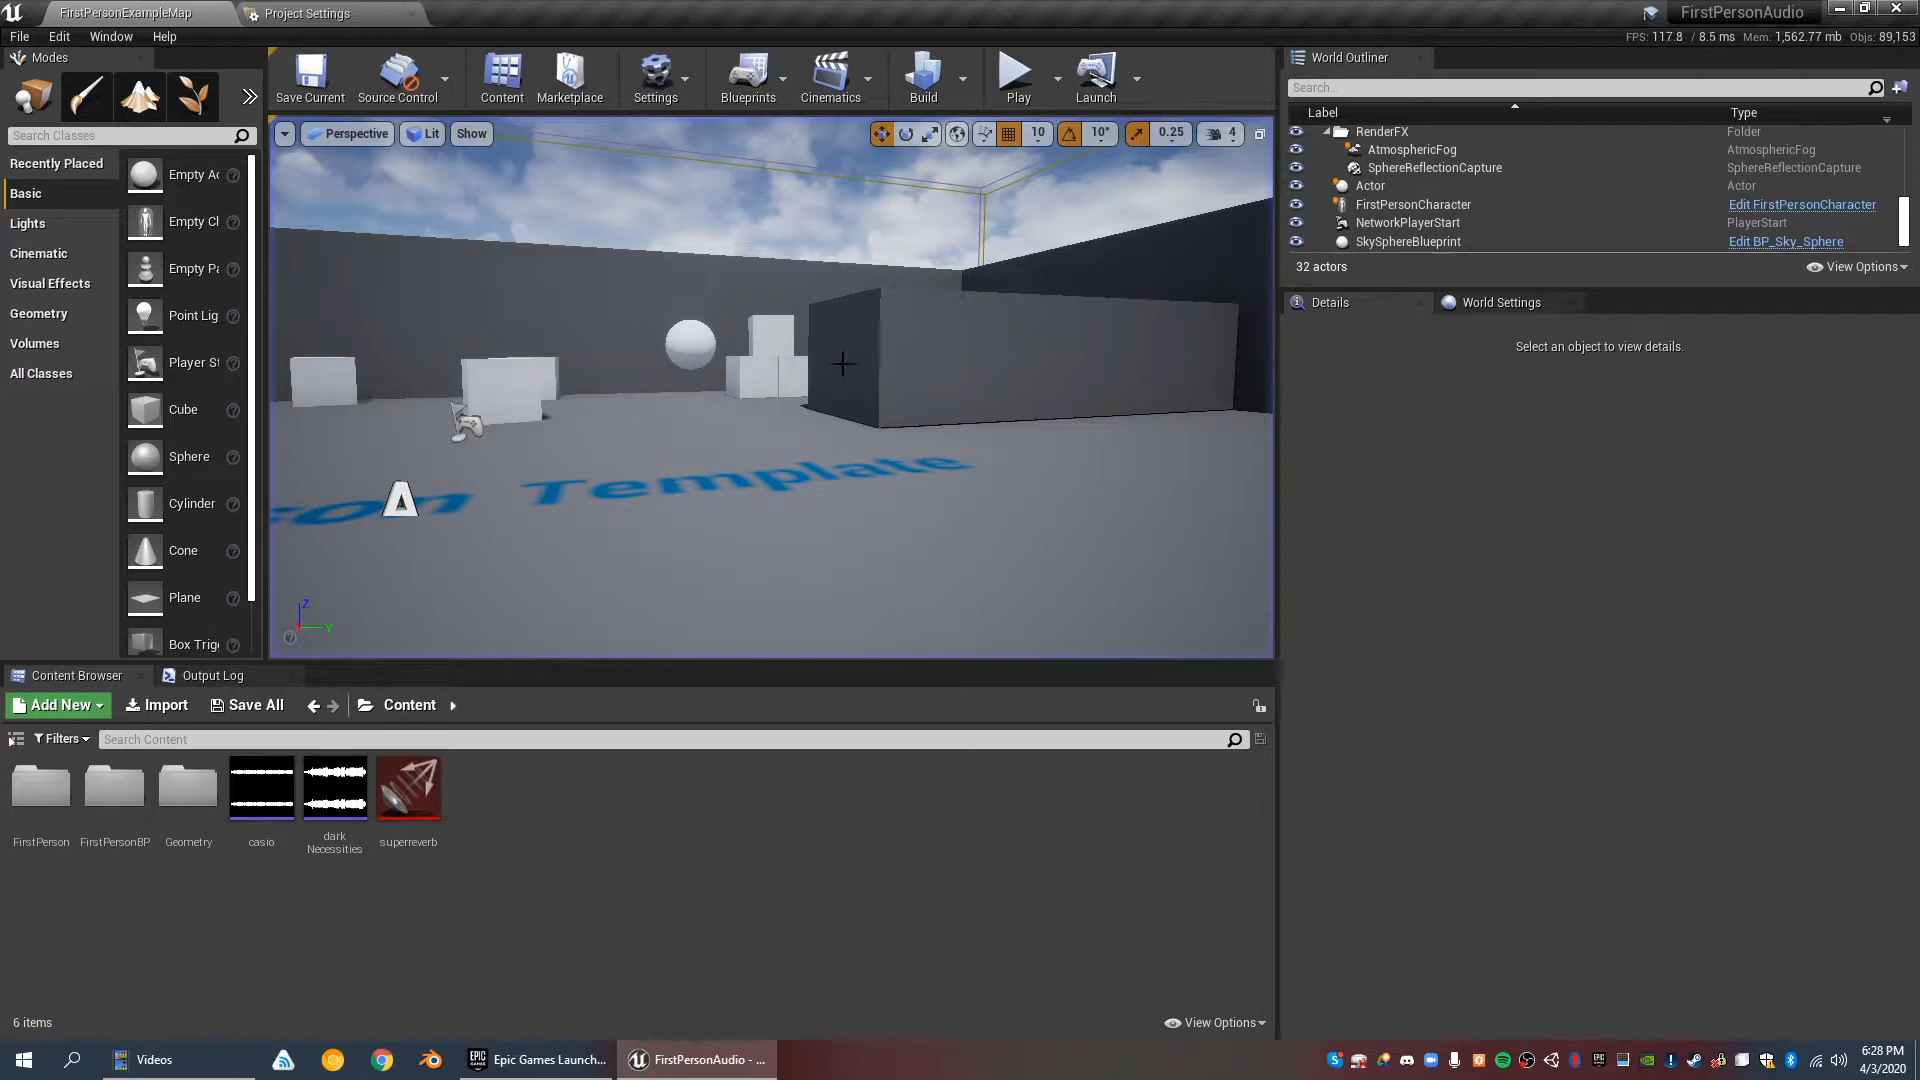 FirstPersonExampleMap
Project Settings
FirstPersonAudio
File Edit Window Help
FPS: 117.8 / 8.5 ms Mem: 1,562.77 mb Objs: 89,153
Modes
Save Current
Source Control
Content
Marketplace
Settings
Blueprints
Cinematics
Build
Play
Launch
Search Classes
Recently Placed
Basic
Lights
Cinematic
Visual Effects
Geometry
Volumes
All Classes
Empty Ac
Empty Cl
Empty Pa
Point Lig
Player St
Cube
Sphere
Cylinder
Cone
Plane
Box Trig
Perspective
Lit
Show
10
10°
0.25
4
son Template
Z
Y
World Outliner
Search...
Label Type
RenderFX Folder
AtmosphericFog AtmosphericFog
SphereReflectionCapture SphereReflectionCapture
Actor Actor
FirstPersonCharacter Edit FirstPersonCharacter
NetworkPlayerStart PlayerStart
SkySphereBlueprint Edit BP_Sky_Sphere
32 actors
View Options
Details
World Settings
Select an object to view details.
Content Browser
Output Log
Add New
Import
Save All
Content
Filters
Search Content
FirstPerson
FirstPersonBP
Geometry
casio
dark
Necessities
superreverb
6 items
View Options
Videos
EPIC GAMES
Epic Games Launch...
FirstPersonAudio - ...
6:28 PM
4/3/2020